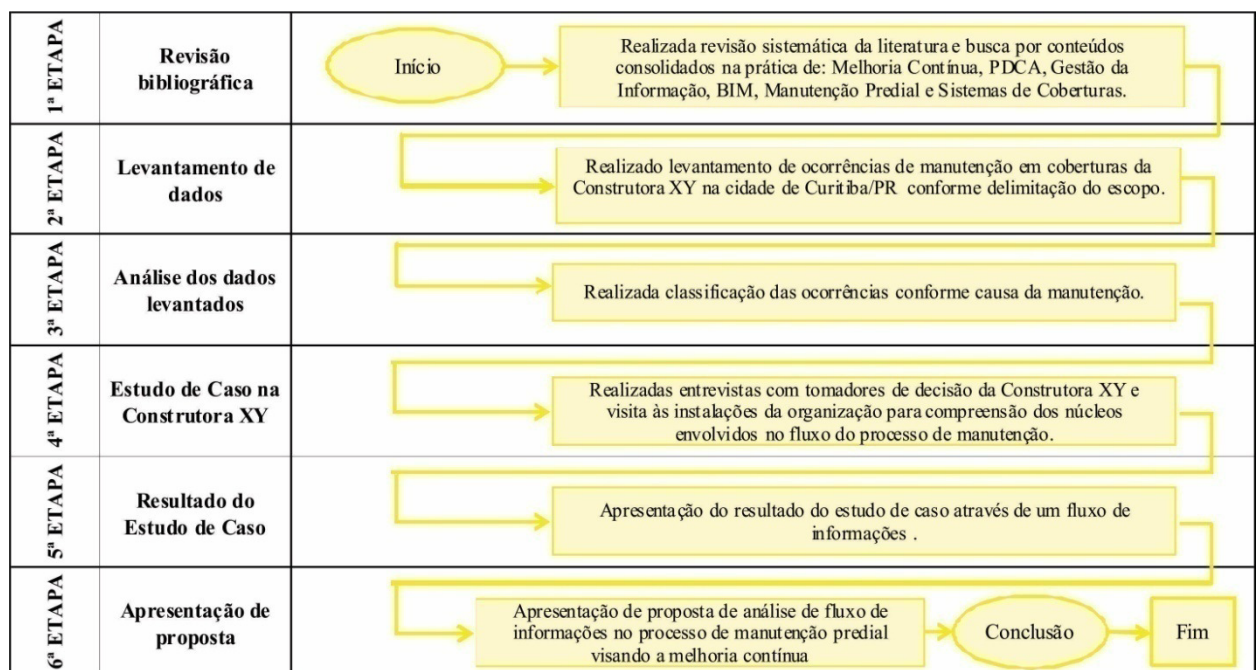 1ª ETAPA
Revisão
bibliográfica
Início
Realizada revisão sistemática da literatura e busca por conteúdos
consolidados na prática de: Melhoria Contínua, PDCA, Gestão da
Informação, BIM, Manutenção Predial e Sistemas de Coberturas.
2ª ETAPA
Levantamento de
dados
Realizado levantamento de ocorrências de manutenção em coberturas da
Construtora XY na cidade de Curitiba/PR conforme delimitação do escopo.
3ª ETAPA
Análise dos dados
levantados
Realizada classificação das ocorrências conforme causa da manutenção.
4ª ETAPA
Estudo de Caso na
Construtora XY
Realizadas entrevistas com tomadores de decisão da Construtora XY e
visita às instalações da organização para compreensão dos núcleos
envolvidos no fluxo do processo de manutenção.
5ª ETAPA
Resultado do
Estudo de Caso
Apresentação do resultado do estudo de caso através de um fluxo de
informações .
6ª ETAPA
Apresentação de
proposta
Apresentação de proposta de análise de fluxo de
informações no processo de manutenção predial
visando a melhoria contínua
Conclusão
Fim